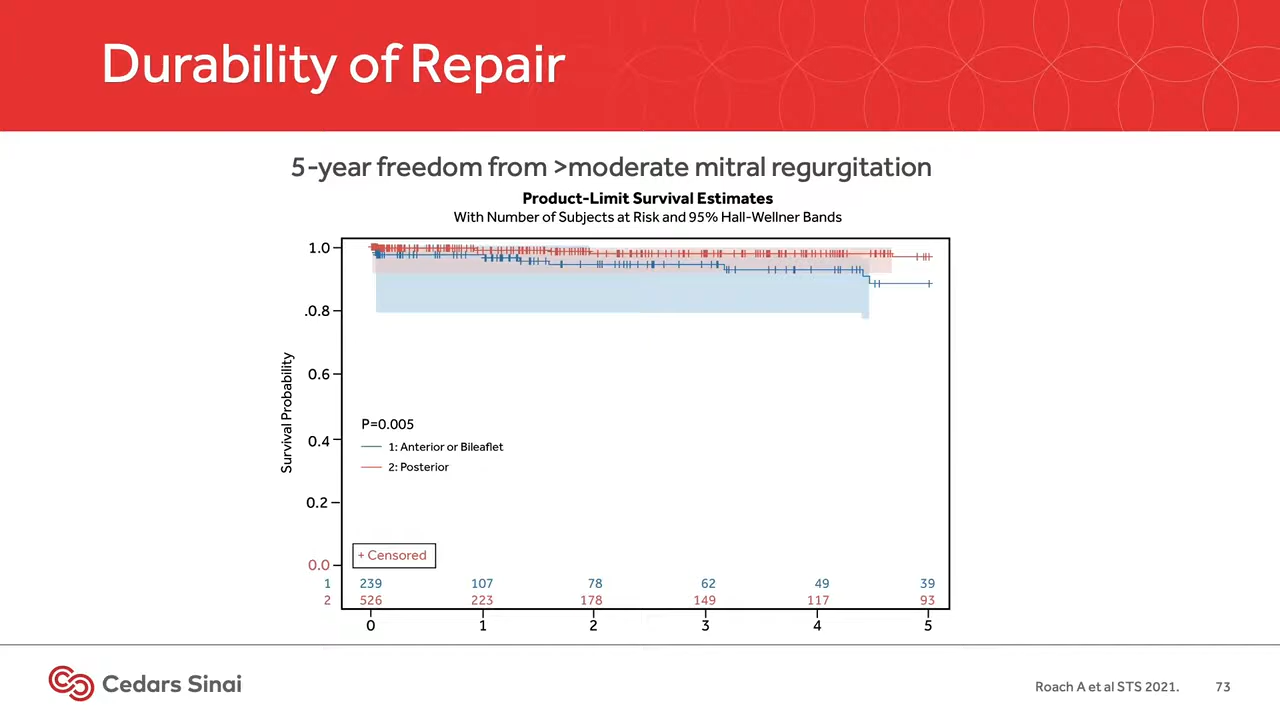 Durability of Repair
5-year freedom from >moderate mitral regurgitation
Product-Limit Survival Estimates
With Number of Subjects at Risk and 95% Hall-Wellner Bands
1.0
.0.8
0.6
0.4
0.2
0.0
Survival Probability
P=0.005
1: Anterior or Bileaflet
2: Posterior
+ Censored
1 239 107 78 62 49 39
2 526 223 178 149 117 93
0 1 2 3 4 5
Cedars Sinai
Roach A et al STS 2021. 73